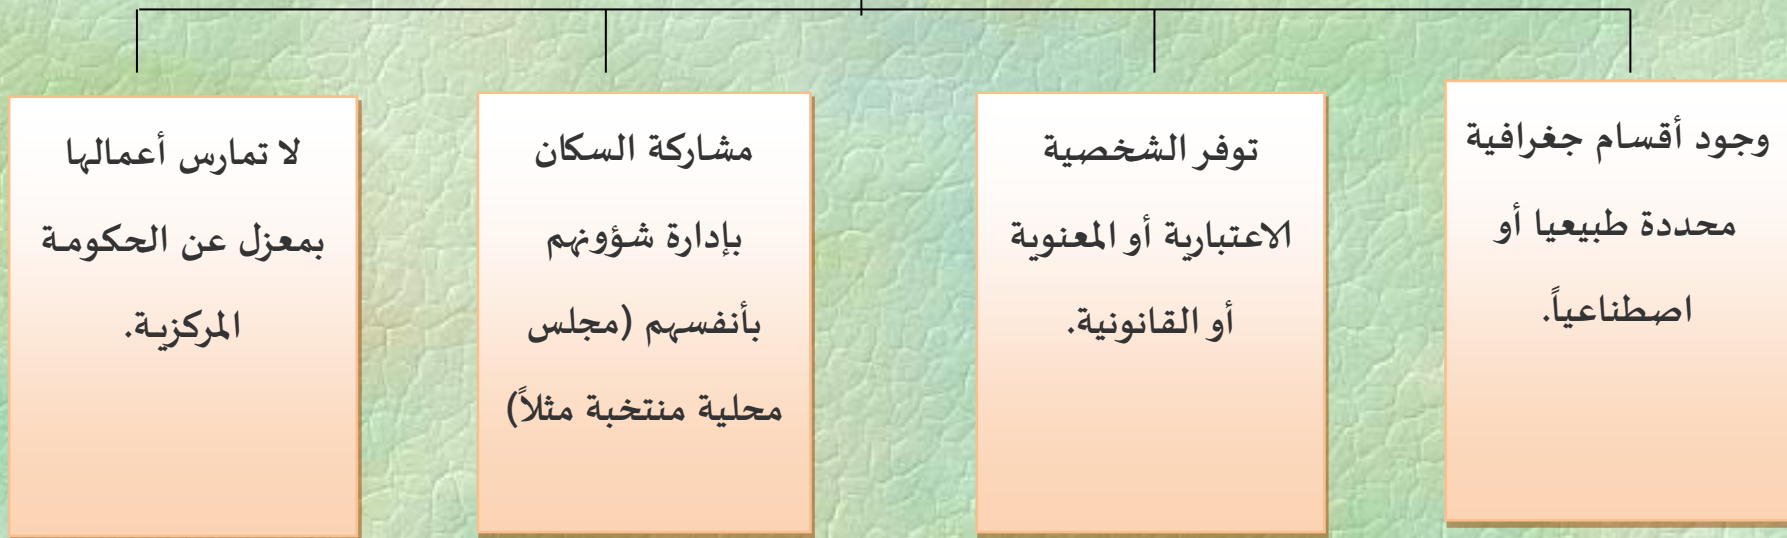 وجود أقسام جغرافية
محددة طبيعيا أو
اصطناعياً.
توفر الشخصية
الاعتبارية أو المعنوية
أو القانونية.
مشاركة السكان
بإدارة شؤونهم
بأنفسهم (مجلس
محلية منتخبة مثلاً)
لا تمارس أعمالها
بمعزل عن الحكومة
المركزية.